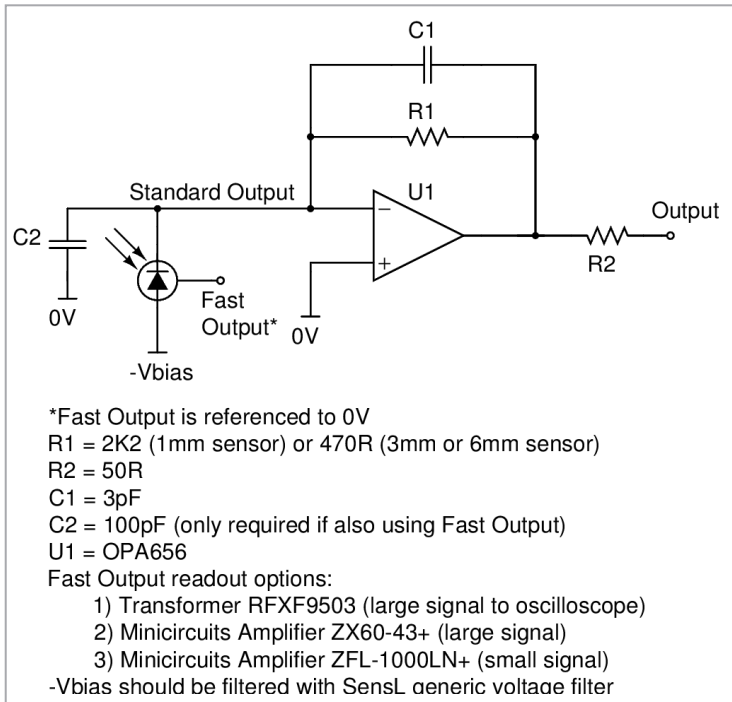 C1
R1
Standard Output
U1
Output
C2
−
+
R2
0V
Fast
Output*
0V
-Vbias
*Fast Output is referenced to 0V
R1 = 2K2 (1mm sensor) or 470R (3mm or 6mm sensor)
R2 = 50R
C1 = 3pF
C2 = 100pF (only required if also using Fast Output)
U1 = OPA656
Fast Output readout options:
1) Transformer RFXF9503 (large signal to oscilloscope)
2) Minicircuits Amplifier ZX60-43+ (large signal)
3) Minicircuits Amplifier ZFL-1000LN+ (small signal)
-Vbias should be filtered with SensL generic voltage filter